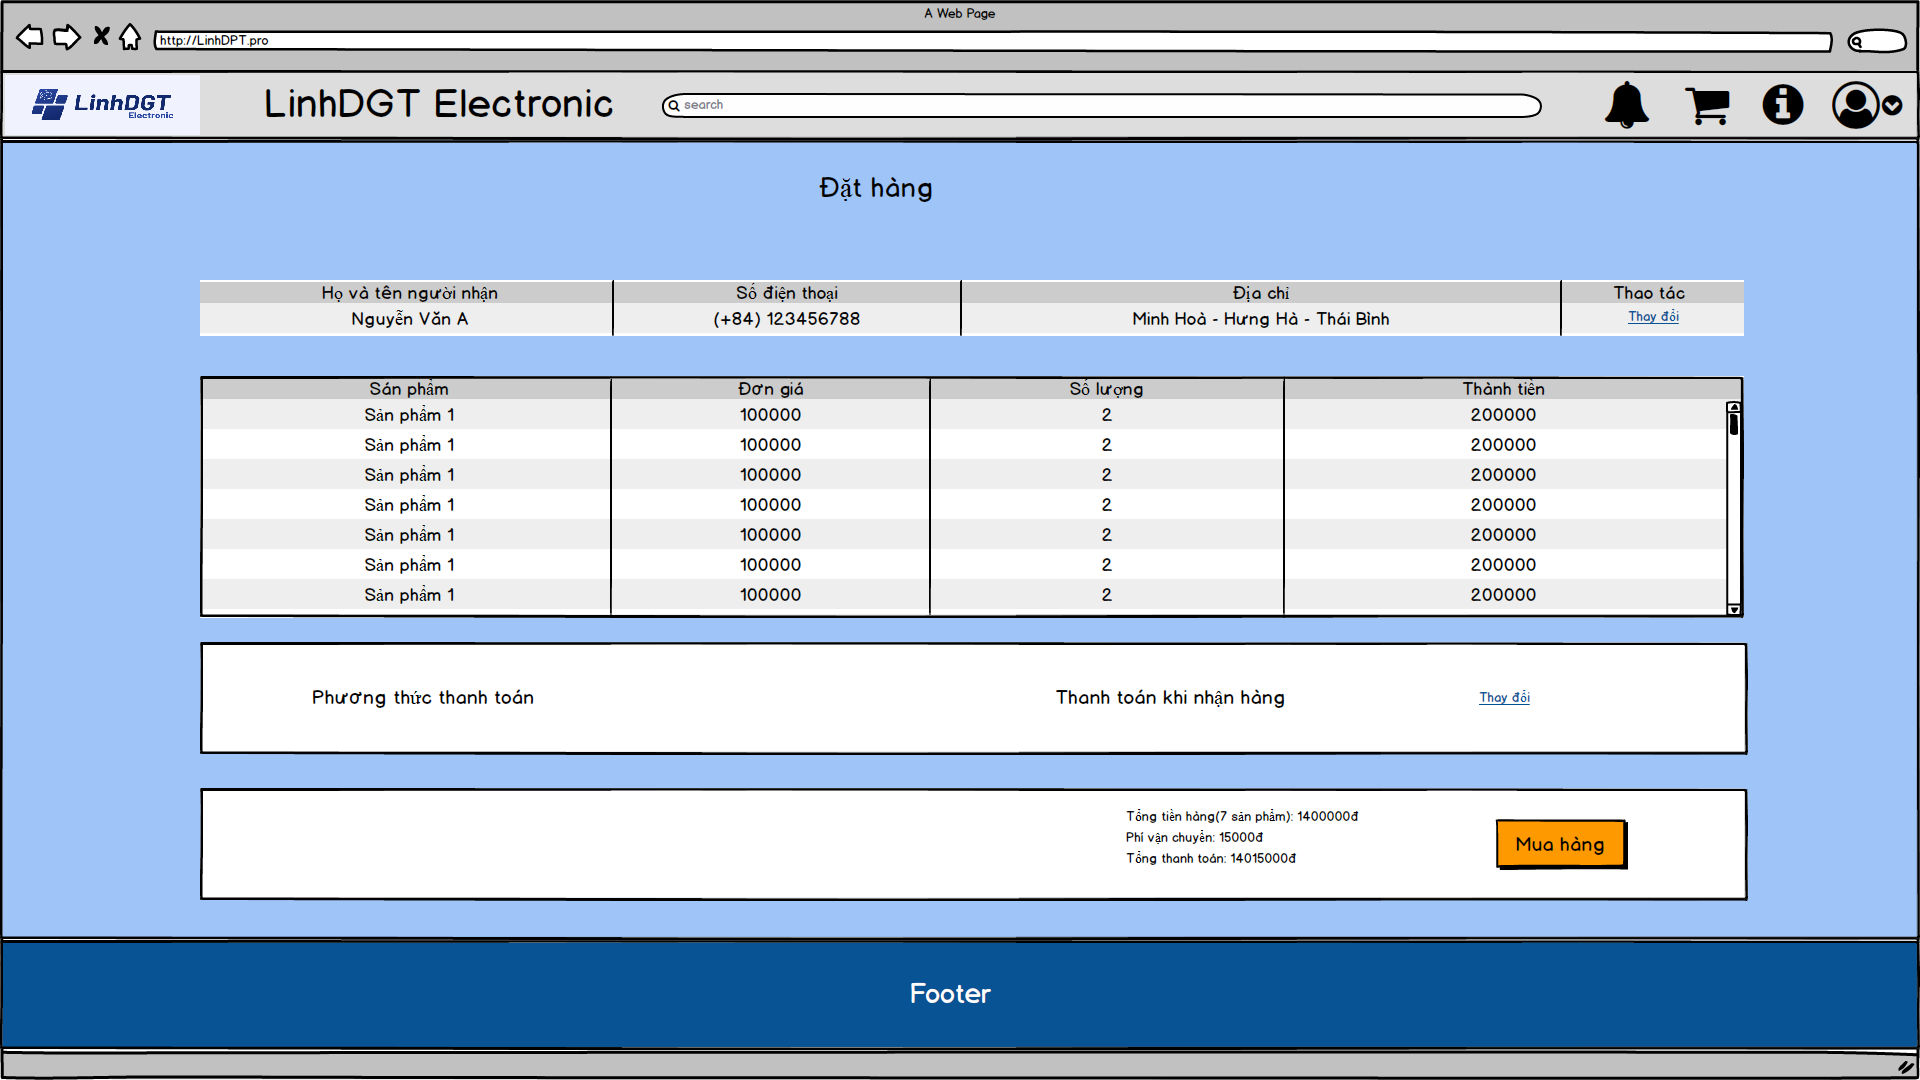 A Web Page
http://LinhDPT.pro
LinhDGT
Electronic
LinhDGT Electronic
search
Đặt hàng
Họ và tên người nhận Số điện thoại Địa chỉ Thao tác
Nguyễn Văn A (+84) 123456788 Minh Hoà - Hưng Hà - Thái Bình Thay đổi
Sản phẩm Đơn giá Số lượng Thành tiền
Sản phẩm 1 100000 2 200000
Sản phẩm 1 100000 2 200000
Sản phẩm 1 100000 2 200000
Sản phẩm 1 100000 2 200000
Sản phẩm 1 100000 2 200000
Sản phẩm 1 100000 2 200000
Sản phẩm 1 100000 2 200000
Phương thức thanh toán Thanh toán khi nhận hàng Thay đổi
Tổng tiền hàng(7 sản phẩm): 1400000đ
Phí vận chuyển: 15000đ
Tổng thanh toán: 14015000đ
Mua hàng
Footer